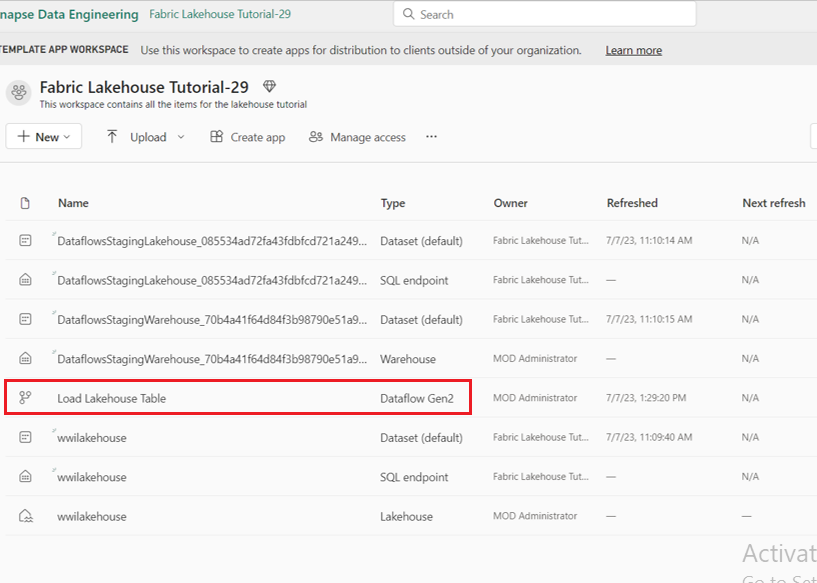 napse Data Engineering Fabric Lakehouse Tutorial-29 Search
TEMPLATE APP WORKSPACE Use this workspace to create apps for distribution to clients outside of your organization. Learn more
Fabric Lakehouse Tutorial-29
This workspace contains all the items for the lakehouse tutorial
New Upload Create app Manage access ...
Name Type Owner Refreshed Next refresh
DataflowsStagingLakehouse_085534ad72fa43fdbfcd721a249... Dataset (default) Fabric Lakehouse Tut... 7/7/23, 11:10:14 AM N/A
DataflowsStagingLakehouse_085534ad72fa43fdbfcd721a249... SQL endpoint Fabric Lakehouse Tut... — N/A
DataflowsStagingWarehouse_70b4a41f64d84f3b98790e51a9... Dataset (default) Fabric Lakehouse Tut... 7/7/23, 11:10:15 AM N/A
DataflowsStagingWarehouse_70b4a41f64d84f3b98790e51a9... Warehouse MOD Administrator — N/A
Load Lakehouse Table Dataflow Gen2 MOD Administrator 7/7/23, 1:29:20 PM N/A
wwilakehouse Dataset (default) Fabric Lakehouse Tut... 7/7/23, 11:09:40 AM N/A
wwilakehouse SQL endpoint Fabric Lakehouse Tut... — N/A
wwilakehouse Lakehouse MOD Administrator — —
Activat
Go to Set